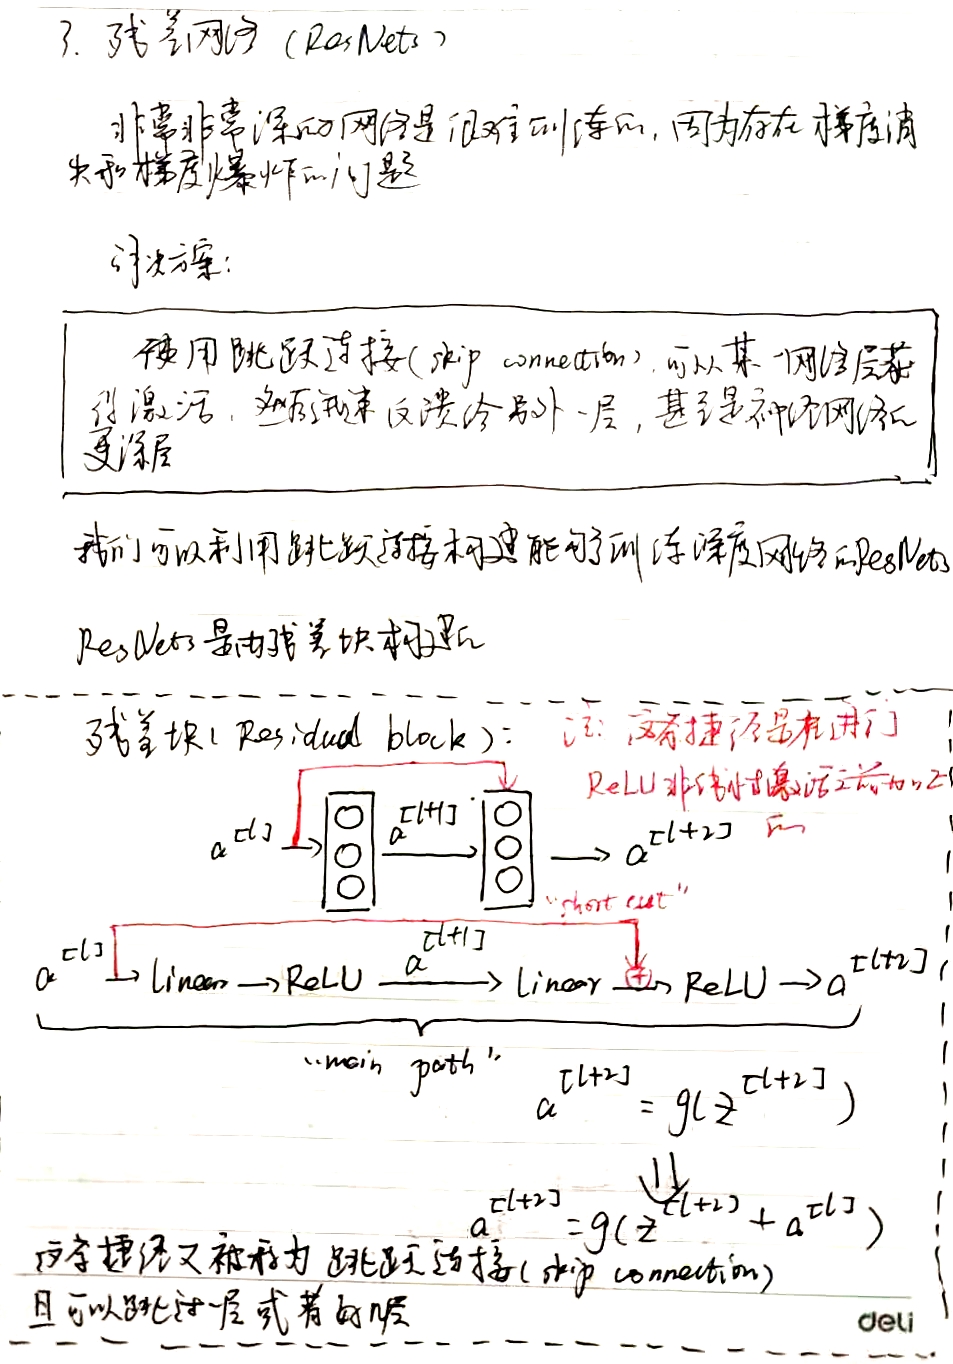 3. 残差网络 (ResNets)
非常非常深的网络是很难训练的, 因为存在梯度消
失和梯度爆炸的问题
解决方案:
使用跳跃连接(skip connection), 可从某一网络层获
得激活, 然后迅速反馈给另外一层, 甚至是神经网络的
更深层
我们可以利用跳跃连接构建能够训练深度网络的ResNets
ResNets是由残差块构建的
残差块(Residual block):
注: 这条捷径是在进行
ReLU非线性激活之前加上
的
a[l] a[l+1] a[l+2]
"short cut"
a[l] → linear → ReLU a[l+1] → linear → + → ReLU → a[l+2]
"main path"
a[l+2] = g(z[l+2])
⇓
a[l+2] = g(z[l+2] + a[l])
这条捷径又被称为跳跃连接(skip connection)
且可以跳过一层或者好几层
deli